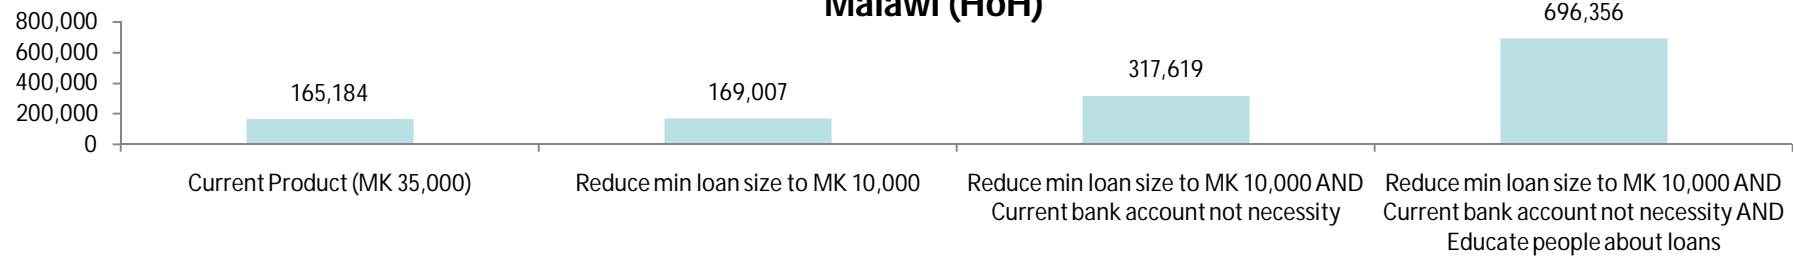 Malawi (HoH)
800,000
600,000
400,000
200,000
0
165,184
169,007
317,619
696,356
Current Product (MK 35,000)
Reduce min loan size to MK 10,000
Reduce min loan size to MK 10,000 AND
Current bank account not necessity
Reduce min loan size to MK 10,000 AND
Current bank account not necessity AND
Educate people about loans